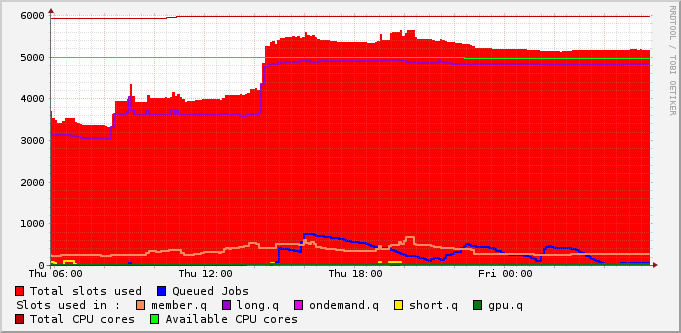 6000
5000
4000
3000
2000
1000
0
Thu 06:00 Thu 12:00 Thu 18:00 Fri 00:00
Total slots used Queued Jobs
Slots used in : member.q long.q ondemand.q short.q gpu.q
Total CPU cores Available CPU cores
RRDTOOL / TOBI OETIKER